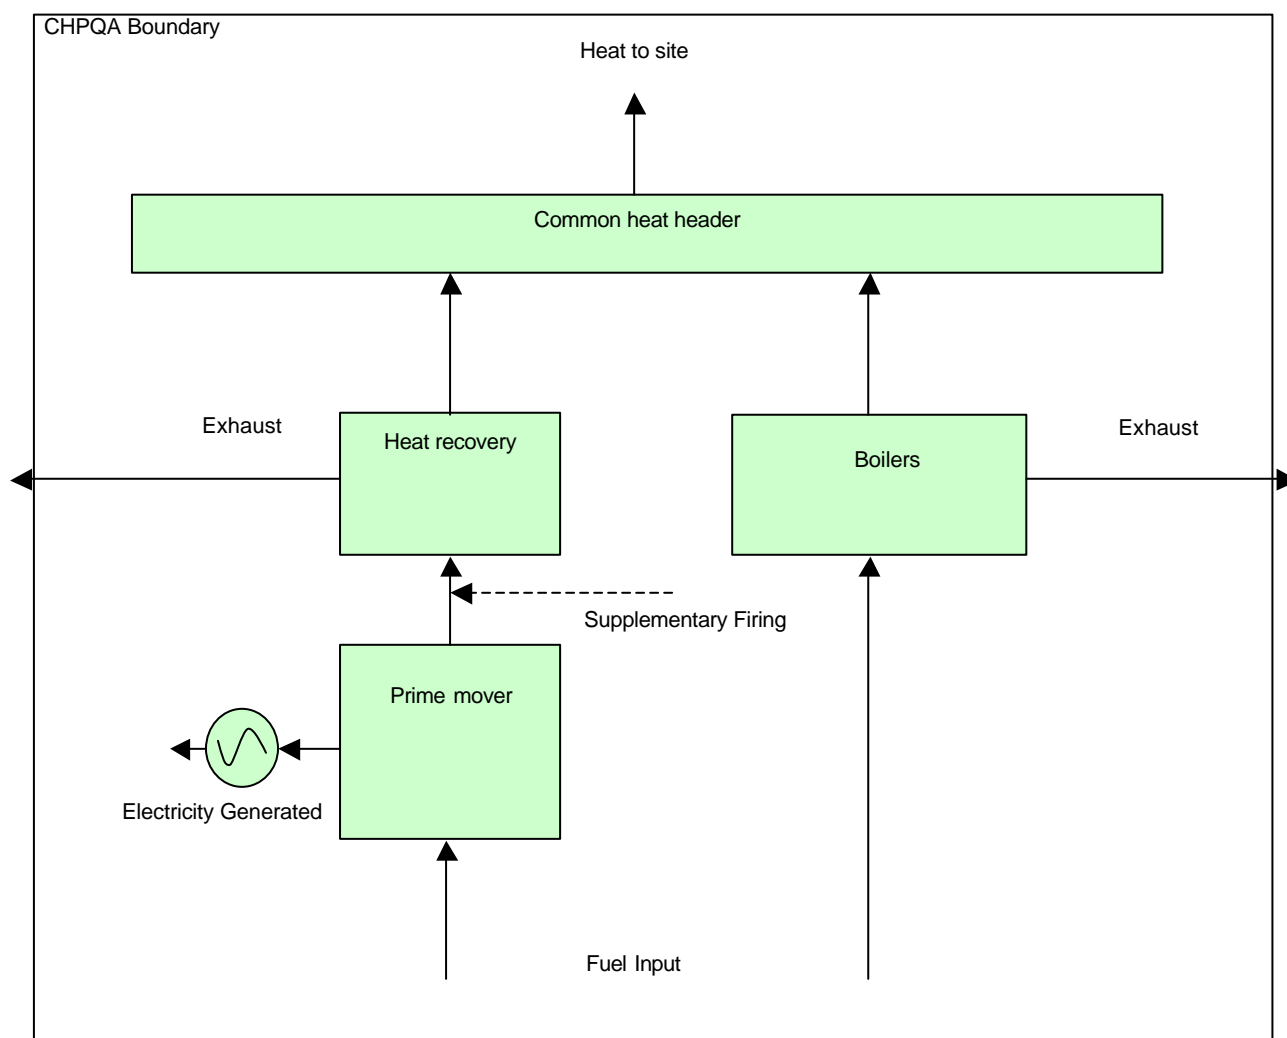 CHPQA Boundary
Heat to site
Common heat header
Exhaust
Heat recovery
Boilers
Exhaust
Supplementary Firing
Prime mover
Electricity Generated
Fuel Input